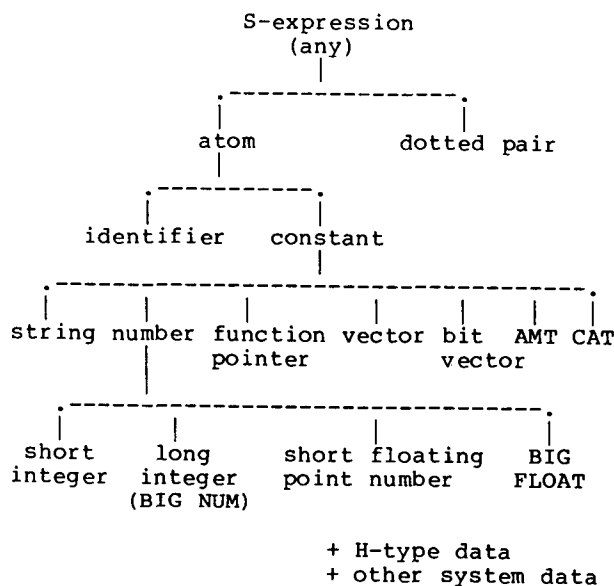 S-expression
(any)
atom dotted pair
identifier constant
string number function vector bit AMT CAT
pointer vector
short long short floating BIG
integer integer point number FLOAT
(BIG NUM)
+ H-type data
+ other system data